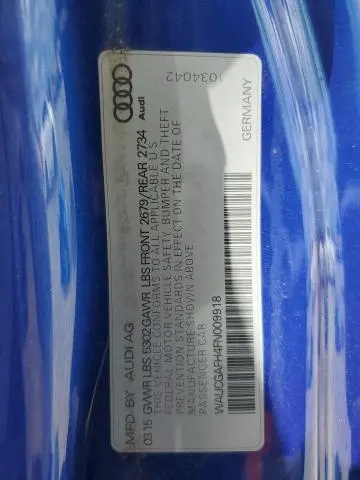 MFD. BY AUDI AG
Audi
03 15 GVWR LBS 5302 GAWR LBS FRONT 2679/REAR 2734
THIS VEHICLE CONFORMS TO ALL APPLICABLE U.S.
FEDERAL MOTOR VEHICLE SAFETY, BUMPER AND THEFT
PREVENTION STANDARDS IN EFFECT ON THE DATE OF
MANUFACTURE SHOWN ABOVE
PASSENGER CAR
1034042
WAUCGAFH4FN009918
GERMANY